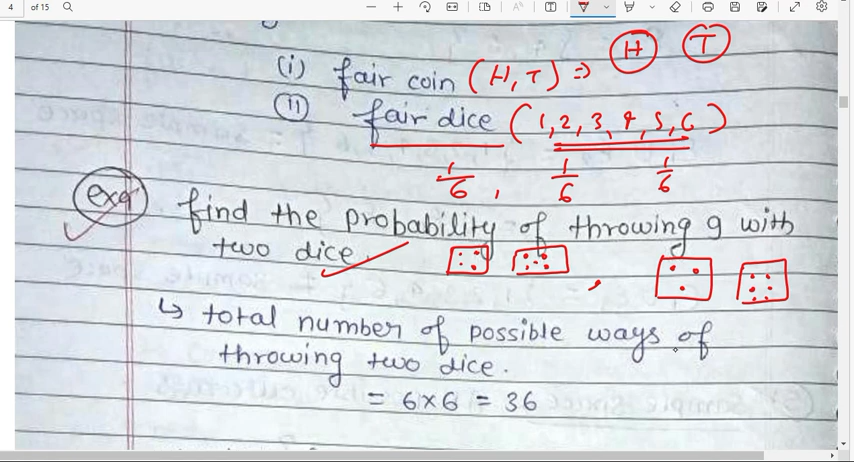 4 of 15
(i) fair coin (H, T) ⇒ H T
(ii) fair dice (1, 2, 3, 4, 5, 6)
1/6, 1/6 1/6
exa find the probability of throwing 9 with
two dice.
↳ total number of possible ways of
throwing two dice.
= 6×6 = 36